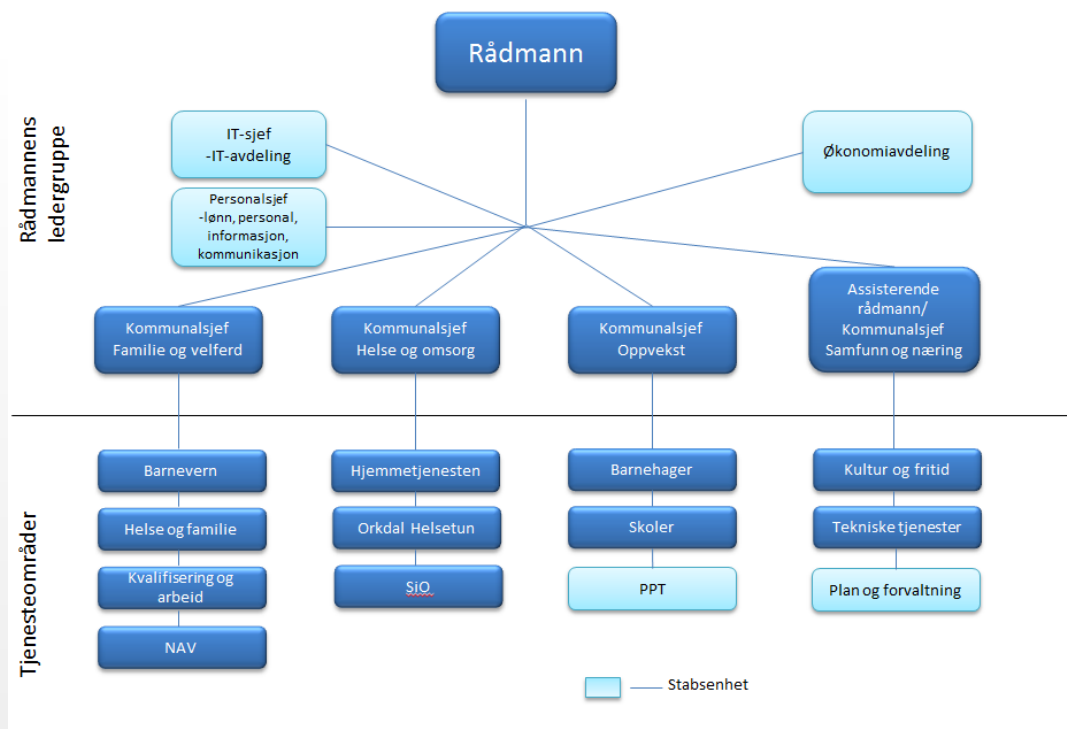 Rådmann
Rådmannens
ledergruppe
IT-sjef
-IT-avdeling
Økonomiavdeling
Personalsjef
-lønn, personal,
informasjon,
kommunikasjon
Kommunalsjef
Familie og velferd
Kommunalsjef
Helse og omsorg
Kommunalsjef
Oppvekst
Assisterende
rådmann/
Kommunalsjef
Samfunn og næring
Tjenesteområder
Barnevern
Helse og familie
Kvalifisering og
arbeid
NAV
Hjemmetjenesten
Orkdal Helsetun
SiO
Barnehager
Skoler
PPT
Kultur og fritid
Tekniske tjenester
Plan og forvaltning
Stabsenhet